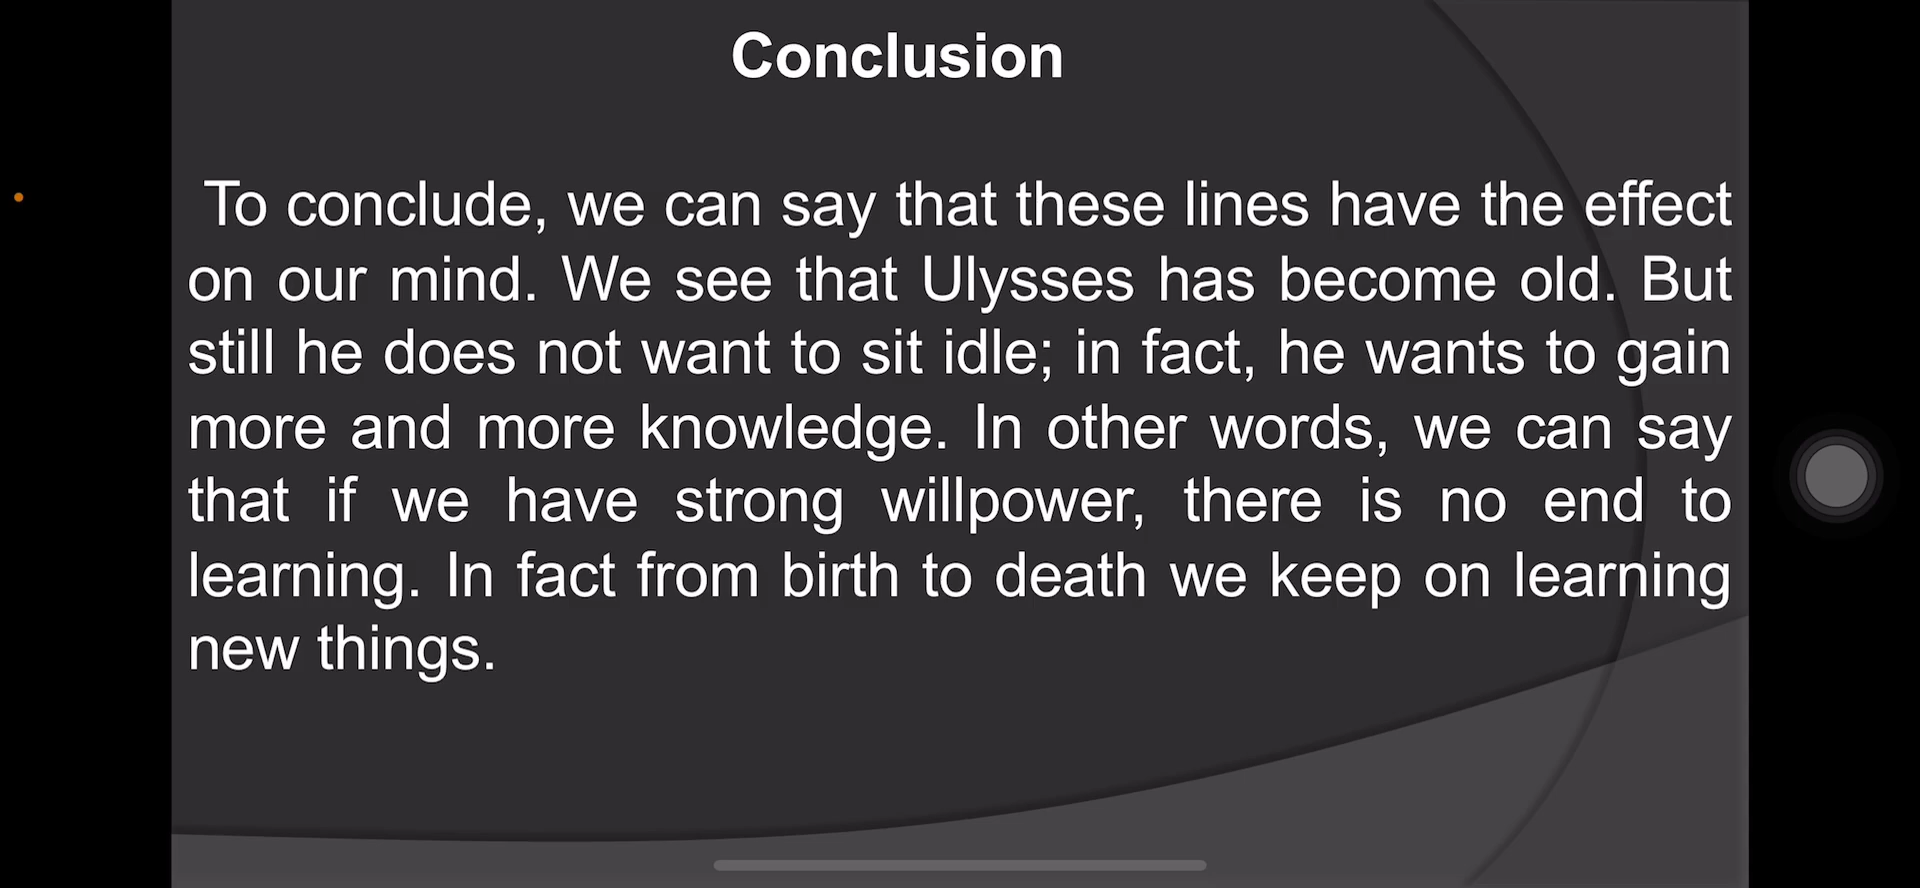 Conclusion
To conclude, we can say that these lines have the effect
on our mind. We see that Ulysses has become old. But
still he does not want to sit idle; in fact, he wants to gain
more and more knowledge. In other words, we can say
that if we have strong willpower, there is no end to
learning. In fact from birth to death we keep on learning
new things.